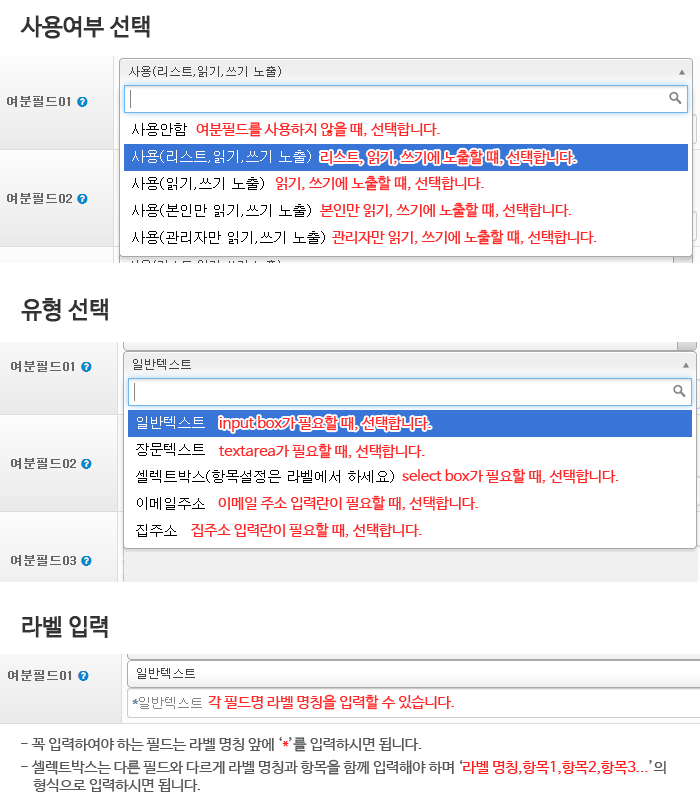 사용여부 선택
사용(리스트,읽기,쓰기 노출)
여분필드01
사용안함 여분필드를 사용하지 않을 때, 선택합니다.
사용(리스트,읽기,쓰기 노출) 리스트, 읽기, 쓰기에 노출할 때, 선택합니다.
사용(읽기,쓰기 노출) 읽기, 쓰기에 노출할 때, 선택합니다.
여분필드02
사용(본인만 읽기,쓰기 노출) 본인만 읽기, 쓰기에 노출할 때, 선택합니다.
사용(관리자만 읽기,쓰기 노출) 관리자만 읽기, 쓰기에 노출할 때, 선택합니다.
사용(리스트,읽기,쓰기 노출)
유형 선택
여분필드01
일반텍스트
일반텍스트 input box가 필요할 때, 선택합니다.
장문텍스트 textarea가 필요할 때, 선택합니다.
여분필드02
셀렉트박스(항목설정은 라벨에서 하세요) select box가 필요할 때, 선택합니다.
이메일주소 이메일 주소 입력란이 필요할 때, 선택합니다.
집주소 집주소 입력란이 필요할 때, 선택합니다.
여분필드03
라벨 입력
여분필드01
일반텍스트
*일반텍스트 각 필드명 라벨 명칭을 입력할 수 있습니다.
- 꼭 입력하여야 하는 필드는 라벨 명칭 앞에 ‘*’를 입력하시면 됩니다.
- 셀렉트박스는 다른 필드와 다르게 라벨 명칭과 항목을 함께 입력해야 하며 ‘라벨 명칭,항목1,항목2,항목3...’의
형식으로 입력하시면 됩니다.